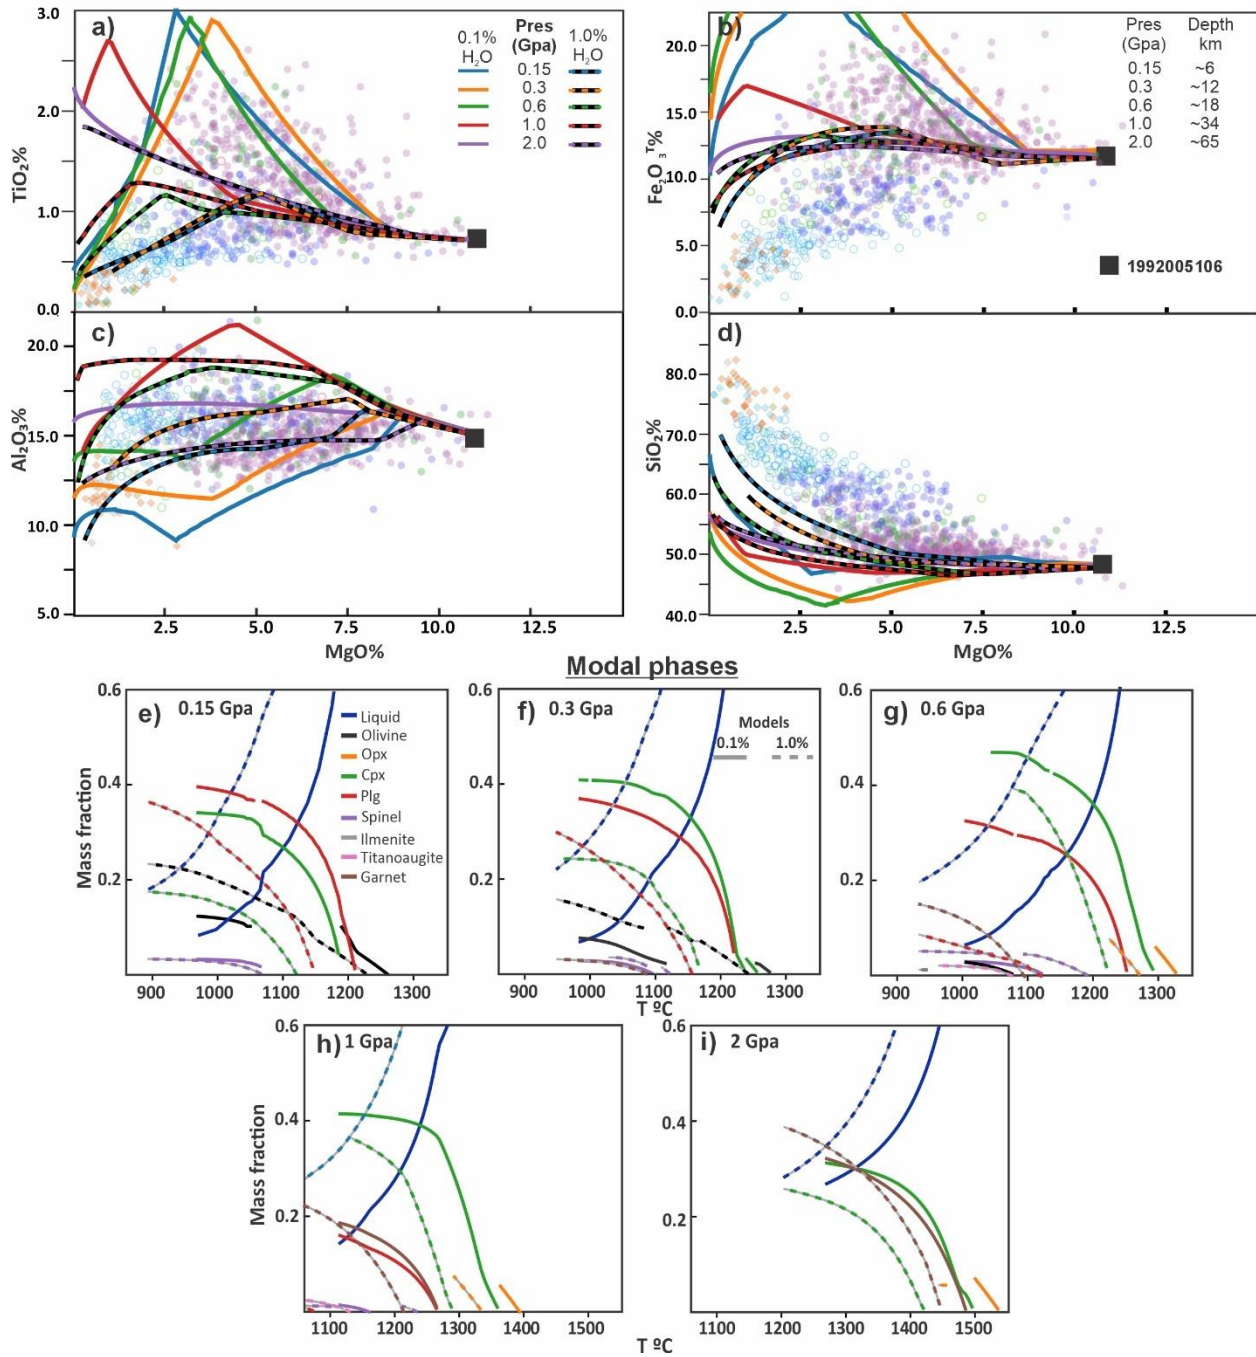 a)
TiO₂%
3.0
2.0
1.0
0.0
0.1% H₂O
Pres (Gpa)
1.0% H₂O
0.15
0.3
0.6
1.0
2.0
b)
Fe₂O₃ᵀ%
20.0
15.0
10.0
5.0
0.0
Pres (Gpa) Depth km
0.15 ~6
0.3 ~12
0.6 ~18
1.0 ~34
2.0 ~65
1992005106
c)
Al₂O₃%
20.0
15.0
10.0
5.0
2.5 5.0 7.5 10.0 12.5
MgO%
d)
SiO₂%
80.0
70.0
60.0
50.0
40.0
2.5 5.0 7.5 10.0 12.5
MgO%
Modal phases
e) 0.15 Gpa
Mass fraction
0.6
0.4
0.2
Liquid
Olivine
Opx
Cpx
Plg
Spinel
Ilmenite
Titanoaugite
Garnet
900 1000 1100 1200 1300
f) 0.3 Gpa
0.6
0.4
0.2
Models
0.1% 1.0%
900 1000 1100 1200 1300
T ºC
g) 0.6 Gpa
0.6
0.4
0.2
900 1000 1100 1200 1300
h) 1 Gpa
Mass fraction
0.6
0.4
0.2
1100 1200 1300 1400 1500
i) 2 Gpa
0.6
0.4
0.2
1100 1200 1300 1400 1500
T ºC